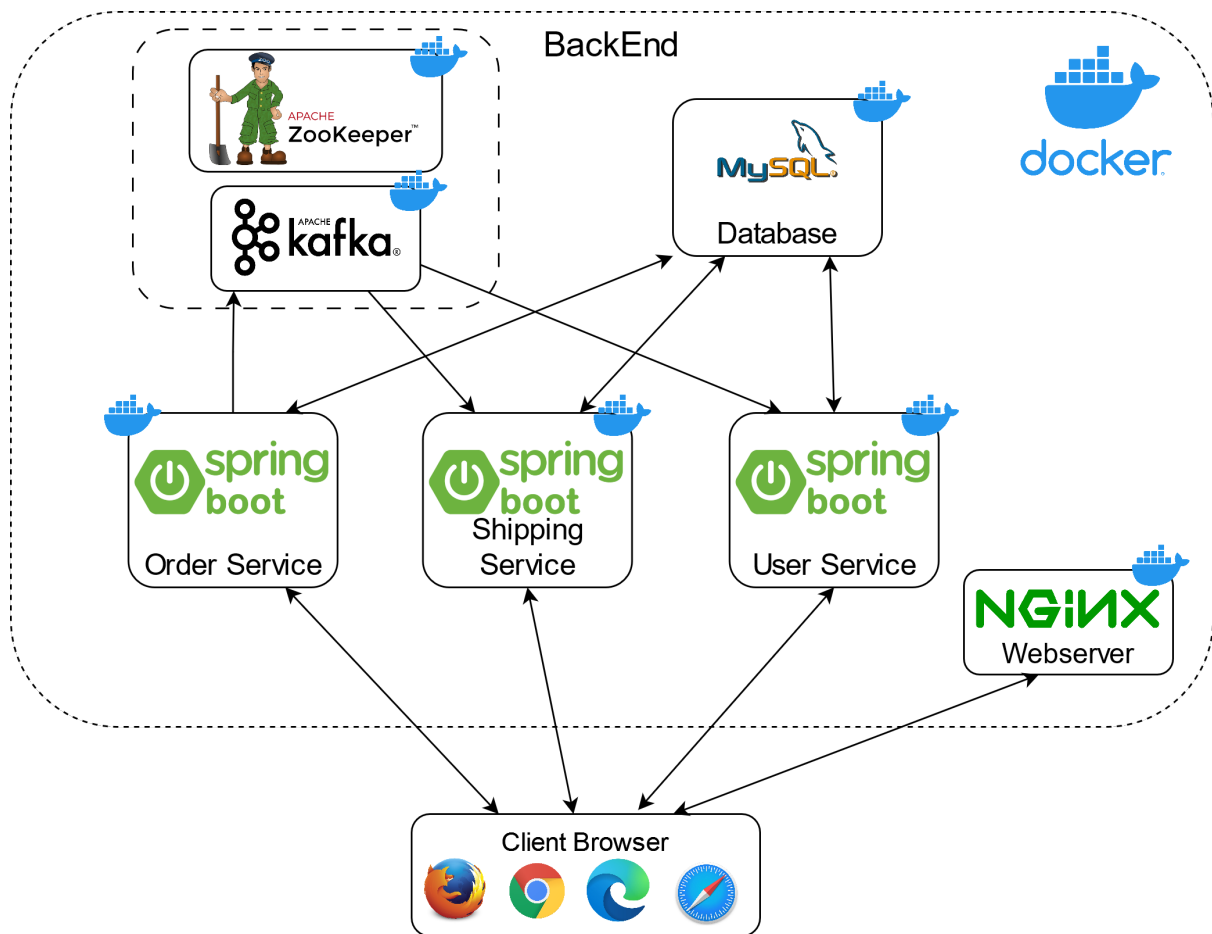 BackEnd
APACHE
ZooKeeper™
docker
MySQL®
Database
APACHE
kafka®
spring
boot
Order Service
spring
boot
Shipping
Service
spring
boot
User Service
NGINX
Webserver
Client Browser